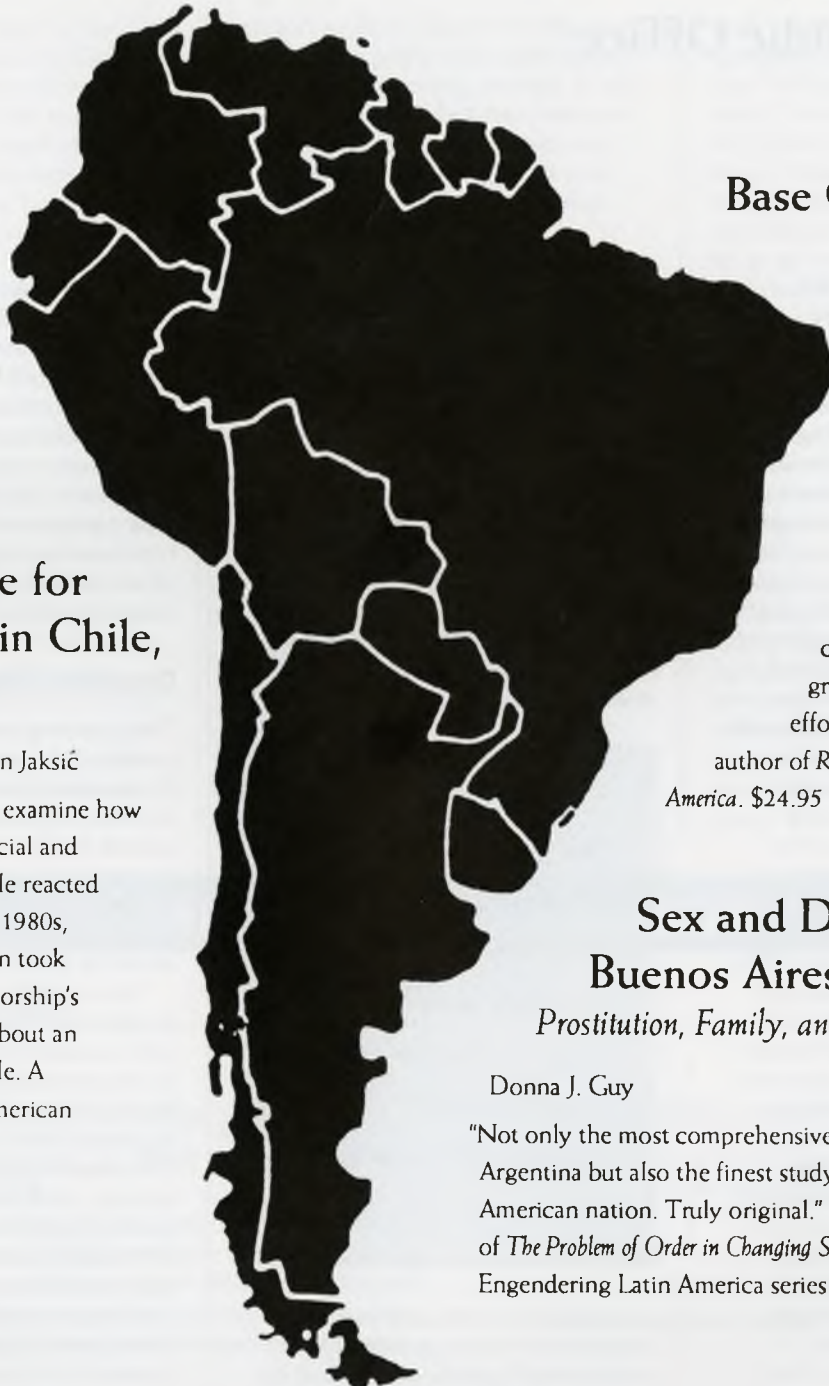 Base
e for
in Chile,
n Jaksić
examine how
cial and
le reacted
1980s,
n took
orship's
bout an
le. A
nerican
gr
effo
author of R
America. $24.95
Sex and D
Buenos Aires
Prostitution, Family, an
Donna J. Guy
"Not only the most comprehensive
Argentina but also the finest study
American nation. Truly original."
of The Problem of Order in Changing S
Engendering Latin America series